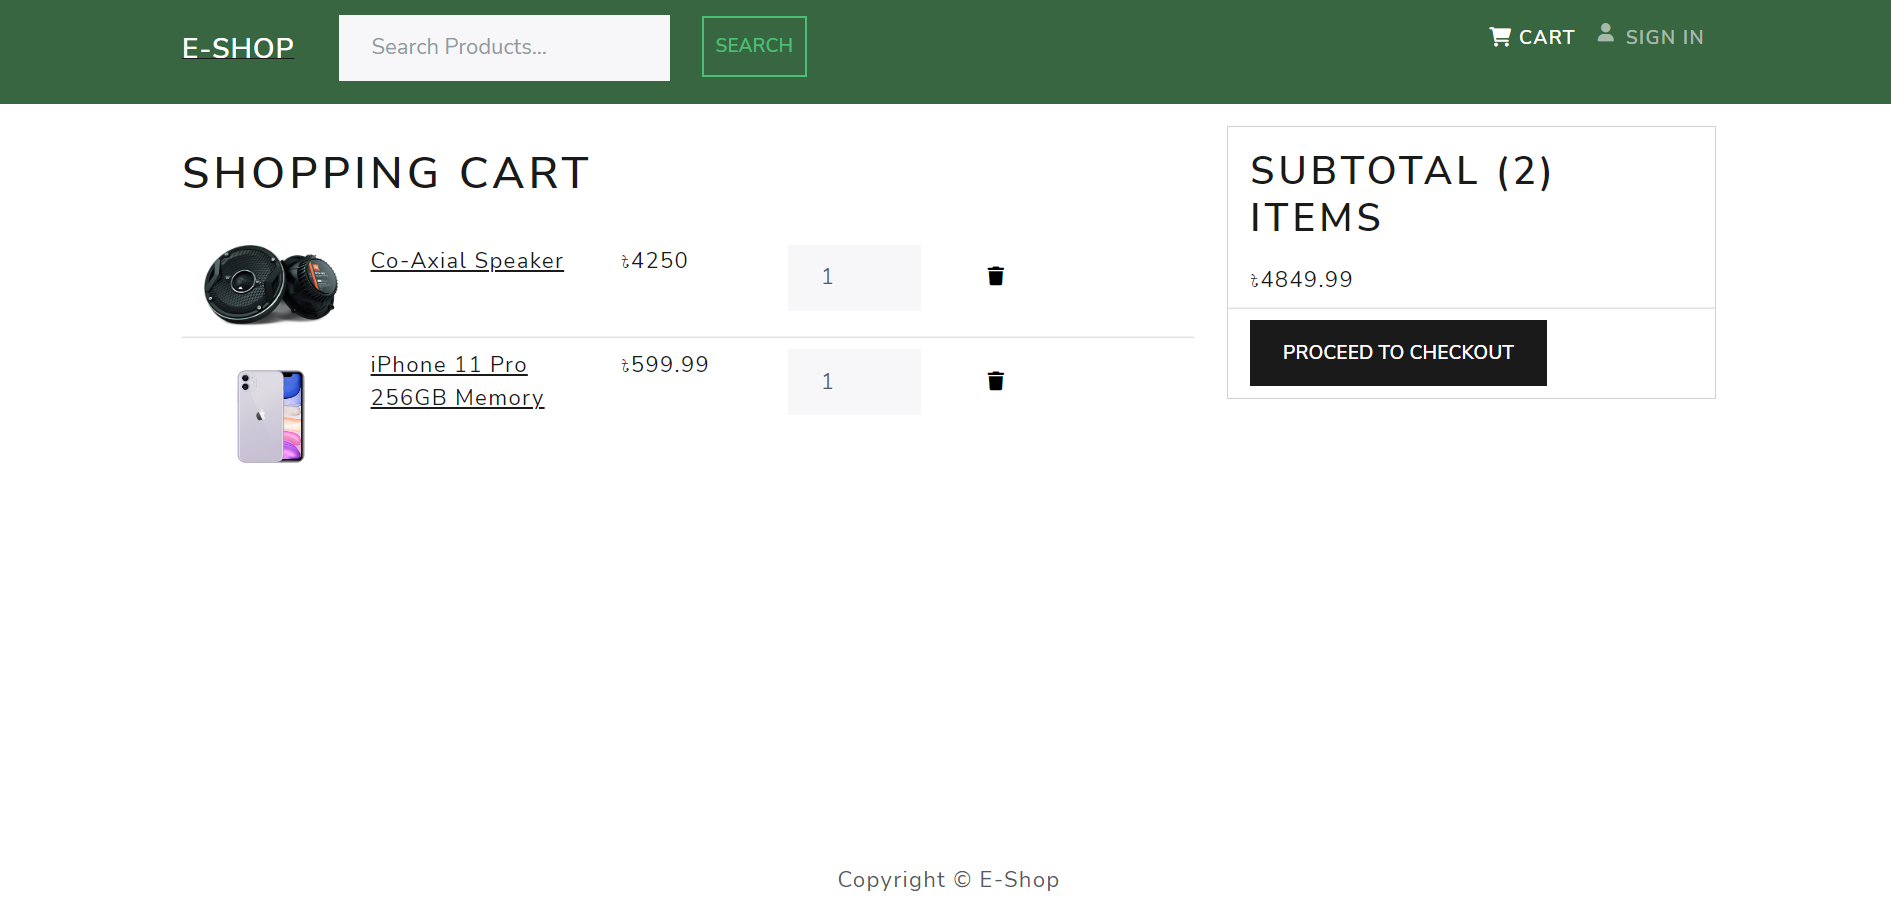 E-SHOP
Search Products...
SEARCH
CART
SIGN IN
SHOPPING CART
Co-Axial Speaker
৳4250
1
iPhone 11 Pro
256GB Memory
৳599.99
1
SUBTOTAL (2)
ITEMS
৳4849.99
PROCEED TO CHECKOUT
Copyright © E-Shop